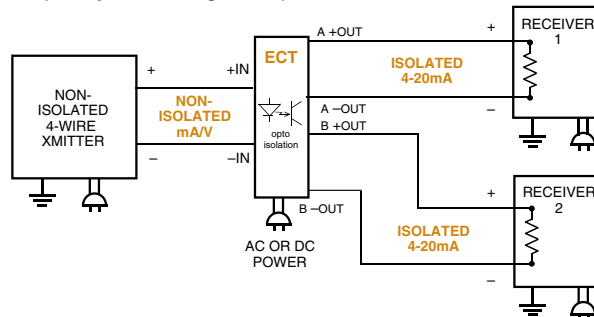 NON-
ISOLATED
4-WIRE
XMITTER
+
–
+IN
–IN
NON-
ISOLATED
mA/V
ECT
opto
isolation
AC OR DC
POWER
A +OUT
A –OUT
B +OUT
B –OUT
ISOLATED
4-20mA
+
–
RECEIVER
1
ISOLATED
4-20mA
+
–
RECEIVER
2